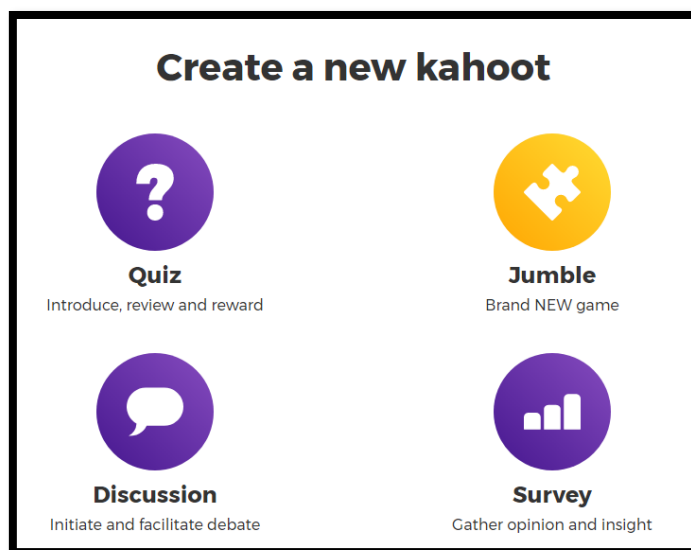 Create a new kahoot
Quiz
Introduce, review and reward
Jumble
Brand NEW game
Discussion
Initiate and facilitate debate
Survey
Gather opinion and insight